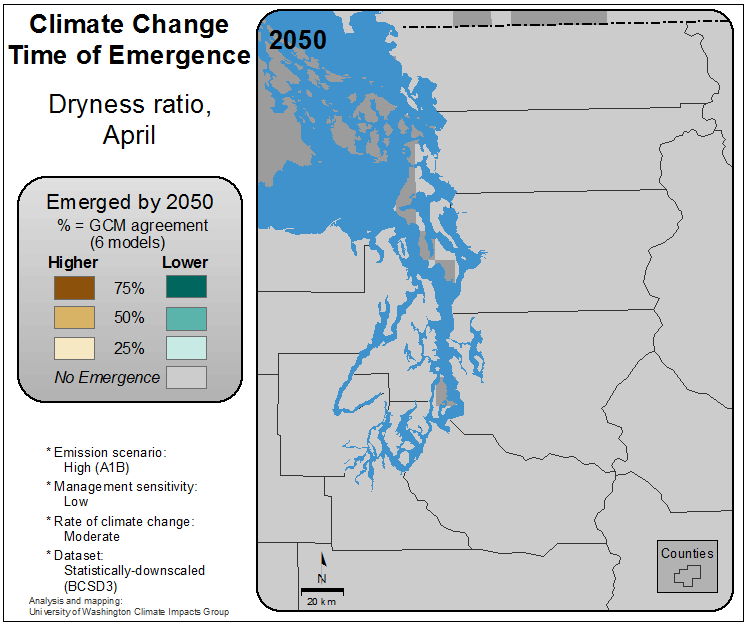 Climate Change
Time of Emergence
Dryness ratio,
April
Emerged by 2050
% = GCM agreement
(6 models)
Higher Lower
75%
50%
25%
No Emergence
* Emission scenario:
High (A1B)
* Management sensitivity:
Low
* Rate of climate change:
Moderate
* Dataset:
Statistically-downscaled
(BCSD3)
Analysis and mapping:
University of Washington Climate Impacts Group
2050
N
20 km
Counties